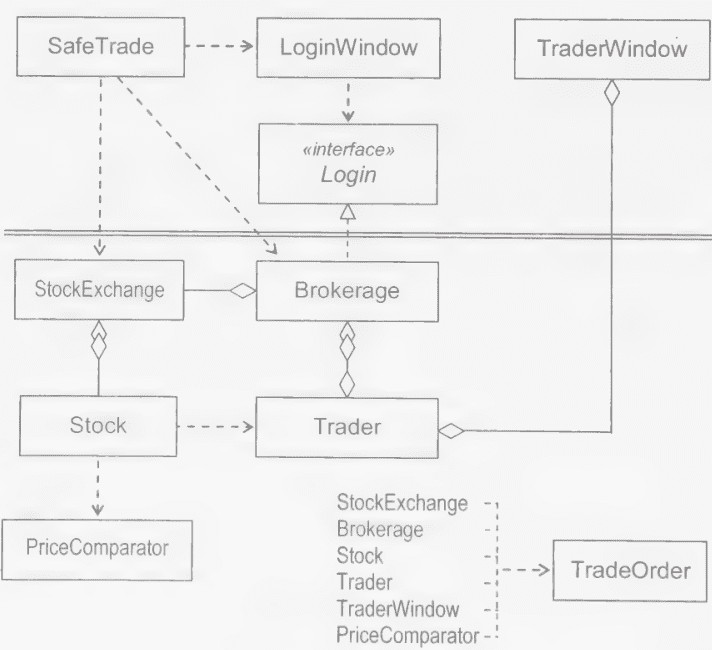 SafeTrade
LoginWindow
TraderWindow
«interface»
Login
StockExchange
Brokerage
Stock
Trader
PriceComparator
StockExchange
Brokerage
Stock
Trader
TraderWindow
PriceComparator
TradeOrder